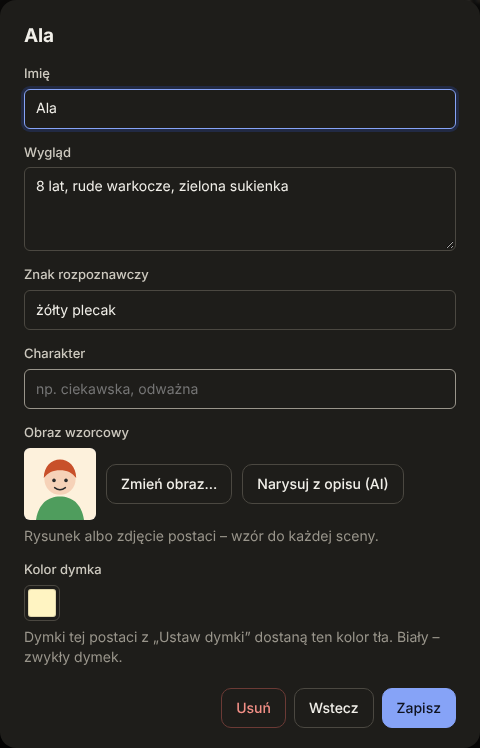 Ala
Imię
Ala
Wygląd
8 lat, rude warkocze, zielona sukienka
Znak rozpoznawczy
żółty plecak
Charakter
np. ciekawska, odważna
Obraz wzorcowy
Zmień obraz...
Narysuj z opisu (AI)
Rysunek albo zdjęcie postaci – wzór do każdej sceny.
Kolor dymka
Dymki tej postaci z „Ustaw dymki” dostaną ten kolor tła. Biały –
zwykły dymek.
Usuń
Wstecz
Zapisz